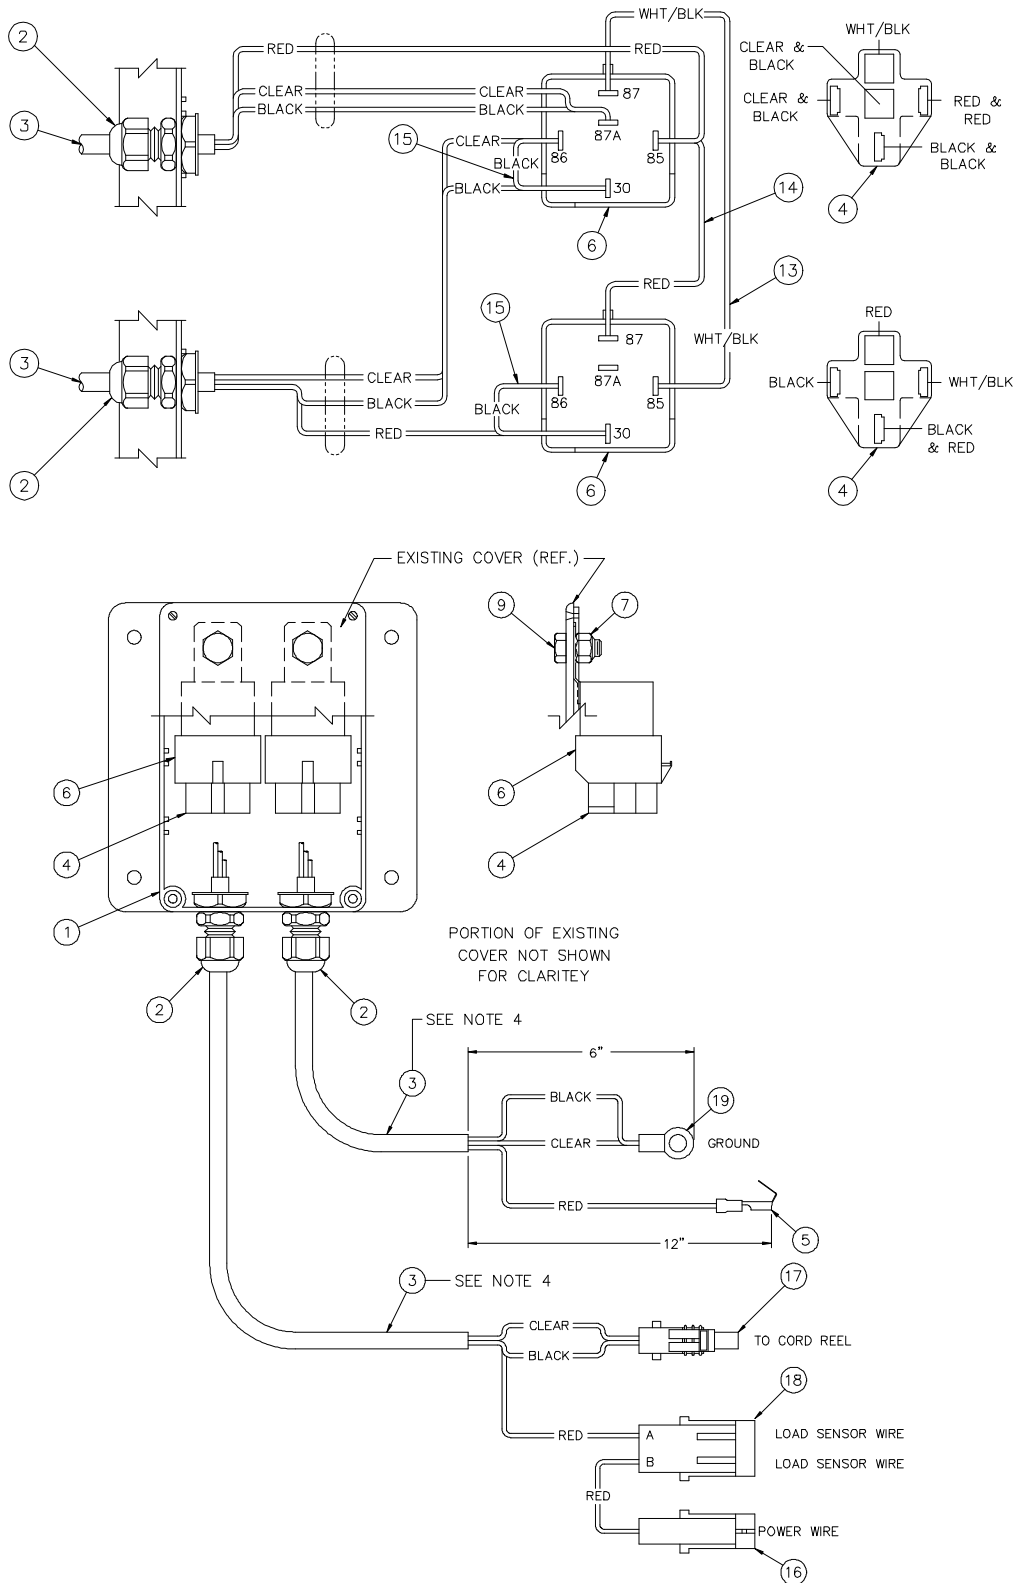 WHT/BLK
2
RED
RED
WHT/BLK
CLEAR &
BLACK
CLEAR
CLEAR
87
CLEAR &
BLACK
RED &
RED
3
BLACK
BLACK
87A
15
CLEAR
86
85
BLACK
BLACK &
BLACK
BLACK
30
14
4
6
13
RED
15
RED
87
WHT/BLK
3
CLEAR
87A
BLACK
WHT/BLK
86
85
BLACK
BLACK
RED
30
BLACK
& RED
2
6
4
EXISTING COVER (REF.)
9
7
6
6
4
4
1
PORTION OF EXISTING
COVER NOT SHOWN
FOR CLARITEY
2
2
SEE NOTE 4
6"
3
BLACK
19
CLEAR
GROUND
RED
12"
5
3
SEE NOTE 4
17
CLEAR
TO CORD REEL
BLACK
18
RED
A
LOAD SENSOR WIRE
B
LOAD SENSOR WIRE
RED
POWER WIRE
16